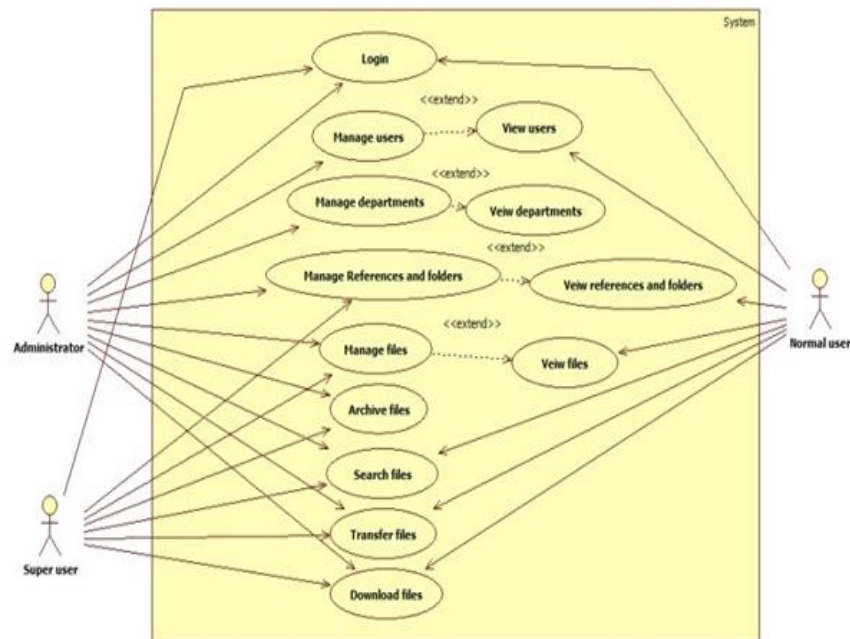 System
Login
<<extend>>
Manage users
View users
<<extend>>
Manage departments
Veiw departments
<<extend>>
Manage References and folders
Veiw references and folders
Administrator
Normal user
<<extend>>
Manage files
Veiw files
Archive files
Search files
Transfer files
Super user
Download files